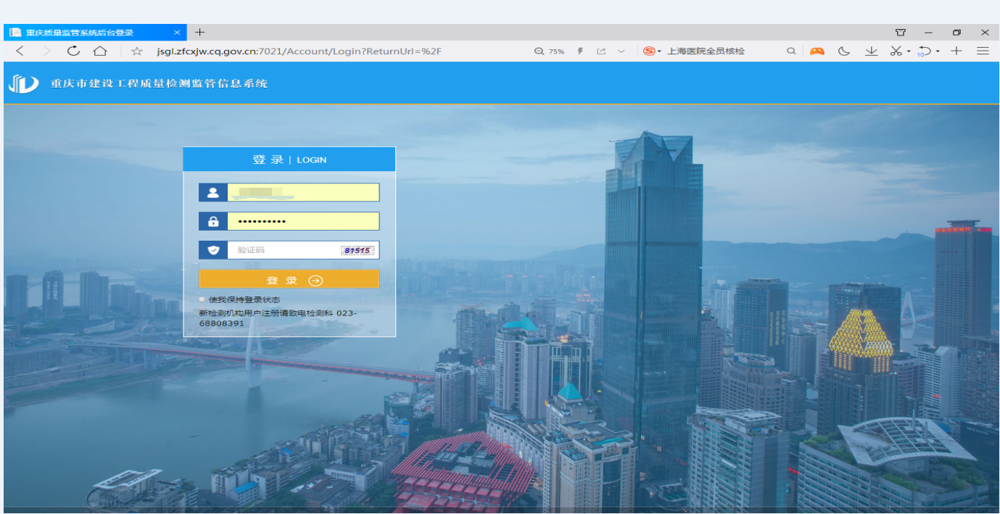 重庆质量监管系统后台登录
jsgl.zfcxjw.cq.gov.cn:7021/Account/Login?ReturnUrl=%2F
75%
上海医院全员核检
10
重庆市建设工程质量检测监管信息系统
登 录 | LOGIN
••••••••••
验证码
81515
登 录
使我保持登录状态
新检测机构用户注册请致电检测科 023-
68808391